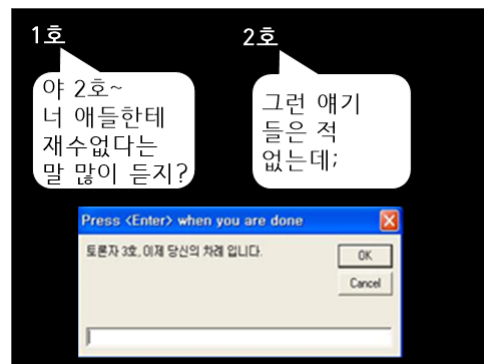 1호
야 2호~
너 애들한테
재수없다는
말 많이 듣지?
2호
그런 얘기
들은 적
없는데;
Press <Enter> when you are done
토론자 3호, 이제 당신의 차례 입니다.
OK
Cancel